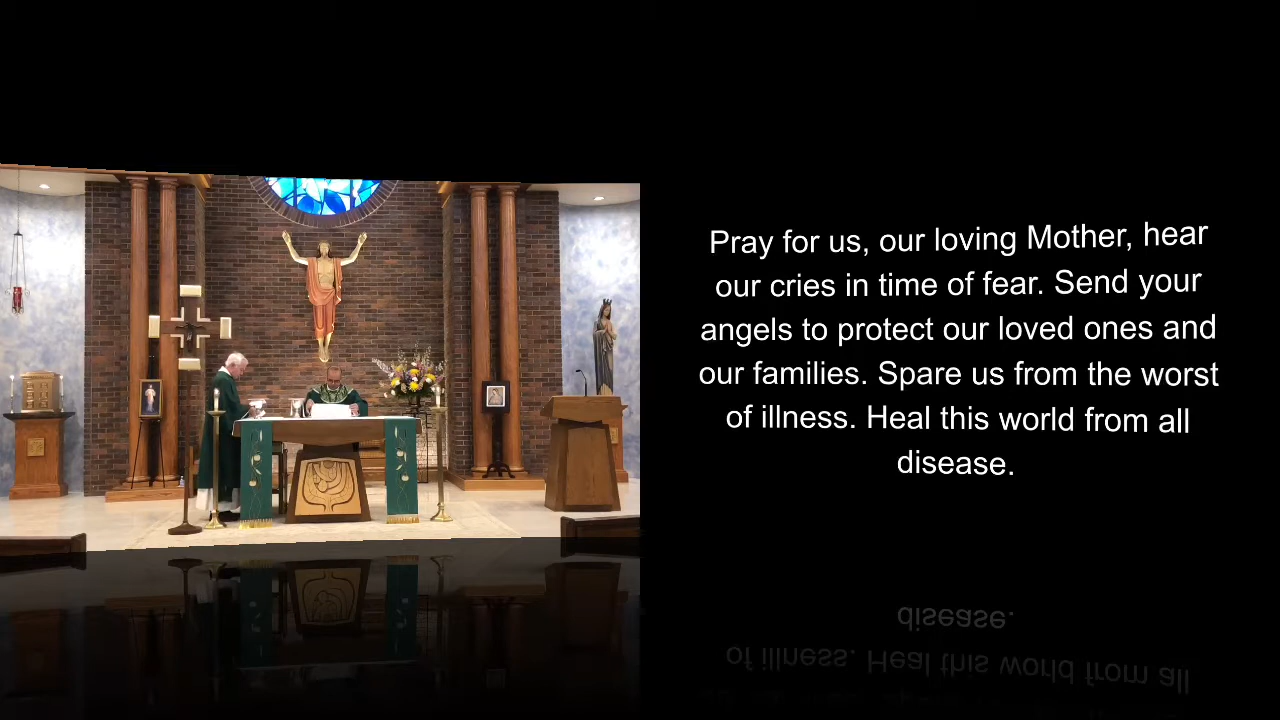 Pray for us, our loving Mother, hear
our cries in time of fear. Send your
angels to protect our loved ones and
our families. Spare us from the worst
of illness. Heal this world from all
disease.